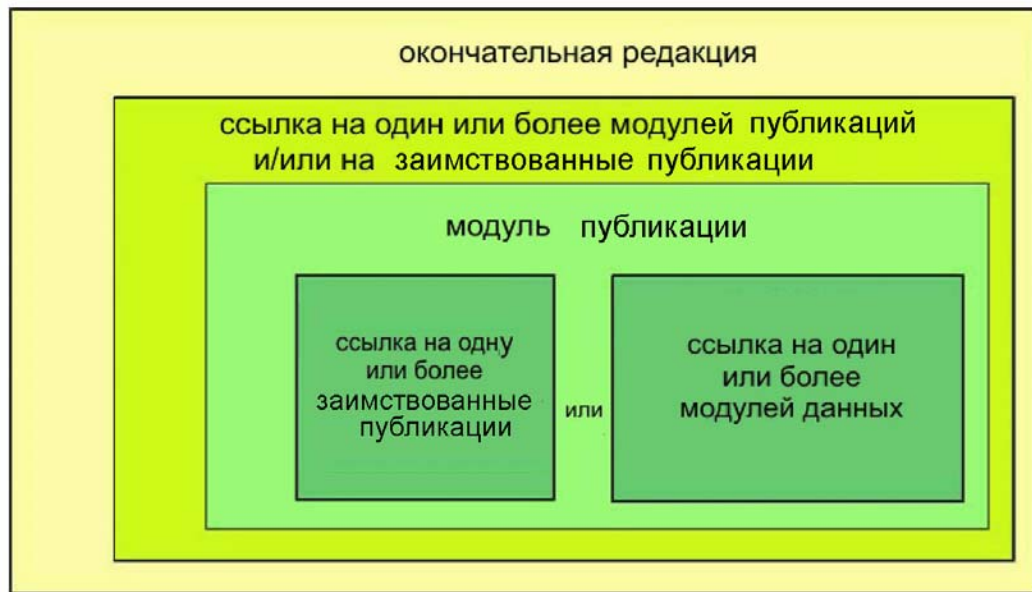 окончательная редакция
ссылка на один или более модулей публикаций
и/или на заимствованные публикации
модуль публикации
ссылка на одну
или более
заимствованные
публикации
или
ссылка на один
или более
модулей данных